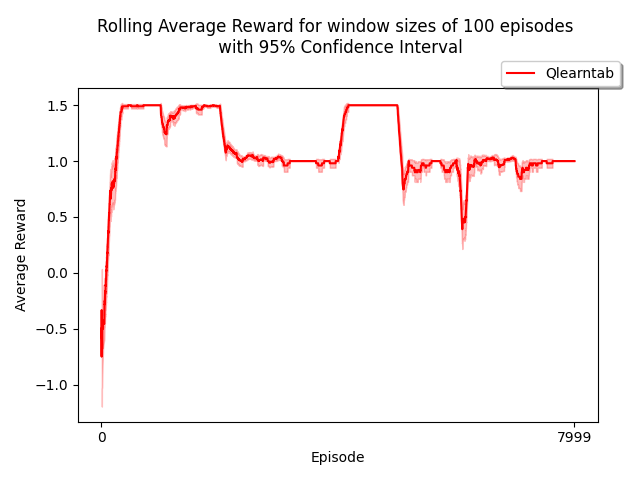 Rolling Average Reward for window sizes of 100 episodes
with 95% Confidence Interval
Qlearntab
1.5
1.0
0.5
0.0
−0.5
−1.0
Average Reward
0
7999
Episode